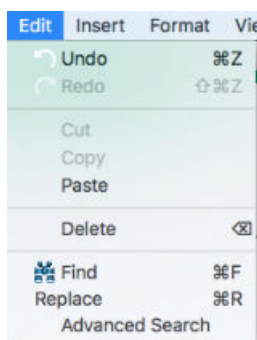 Edit Insert Format Vie
Undo ⌘Z
Redo ⇧⌘Z
Cut
Copy
Paste
Delete ⌫
Find ⌘F
Replace ⌘R
Advanced Search